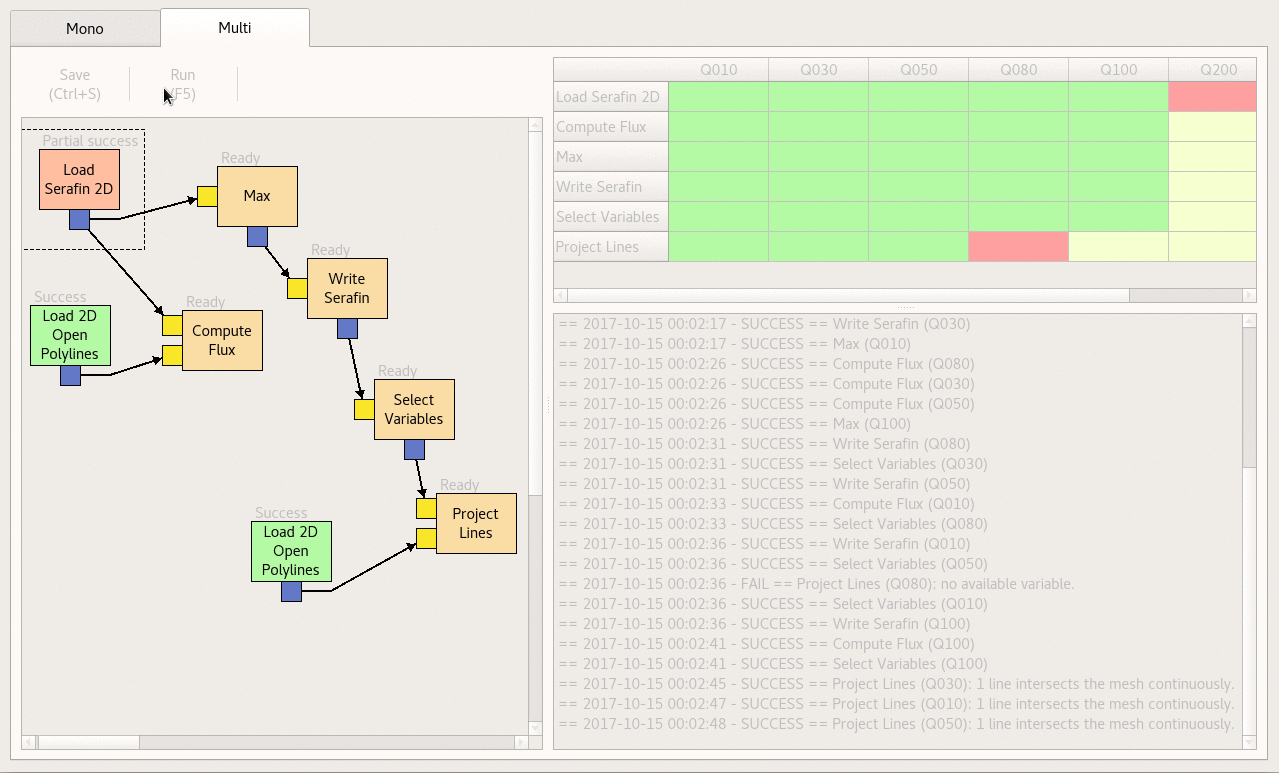 Mono
Multi
Save
(Ctrl+S)
Run
(F5)
Partial success
Load
Serafin 2D
Ready
Max
Ready
Write
Serafin
Success
Load 2D
Open
Polylines
Ready
Compute
Flux
Ready
Select
Variables
Ready
Project
Lines
Success
Load 2D
Open
Polylines
Q010 Q030 Q050 Q080 Q100 Q200
Load Serafin 2D
Compute Flux
Max
Write Serafin
Select Variables
Project Lines
== 2017-10-15 00:02:17 - SUCCESS == Write Serafin (Q030)
== 2017-10-15 00:02:17 - SUCCESS == Max (Q010)
== 2017-10-15 00:02:26 - SUCCESS == Compute Flux (Q080)
== 2017-10-15 00:02:26 - SUCCESS == Compute Flux (Q030)
== 2017-10-15 00:02:26 - SUCCESS == Compute Flux (Q050)
== 2017-10-15 00:02:26 - SUCCESS == Max (Q100)
== 2017-10-15 00:02:31 - SUCCESS == Write Serafin (Q080)
== 2017-10-15 00:02:31 - SUCCESS == Select Variables (Q030)
== 2017-10-15 00:02:31 - SUCCESS == Write Serafin (Q050)
== 2017-10-15 00:02:33 - SUCCESS == Compute Flux (Q010)
== 2017-10-15 00:02:33 - SUCCESS == Select Variables (Q080)
== 2017-10-15 00:02:36 - SUCCESS == Write Serafin (Q010)
== 2017-10-15 00:02:36 - SUCCESS == Select Variables (Q050)
== 2017-10-15 00:02:36 - FAIL == Project Lines (Q080): no available variable.
== 2017-10-15 00:02:36 - SUCCESS == Select Variables (Q010)
== 2017-10-15 00:02:36 - SUCCESS == Write Serafin (Q100)
== 2017-10-15 00:02:41 - SUCCESS == Compute Flux (Q100)
== 2017-10-15 00:02:41 - SUCCESS == Select Variables (Q100)
== 2017-10-15 00:02:45 - SUCCESS == Project Lines (Q030): 1 line intersects the mesh continuously.
== 2017-10-15 00:02:47 - SUCCESS == Project Lines (Q010): 1 line intersects the mesh continuously.
== 2017-10-15 00:02:48 - SUCCESS == Project Lines (Q050): 1 line intersects the mesh continuously.